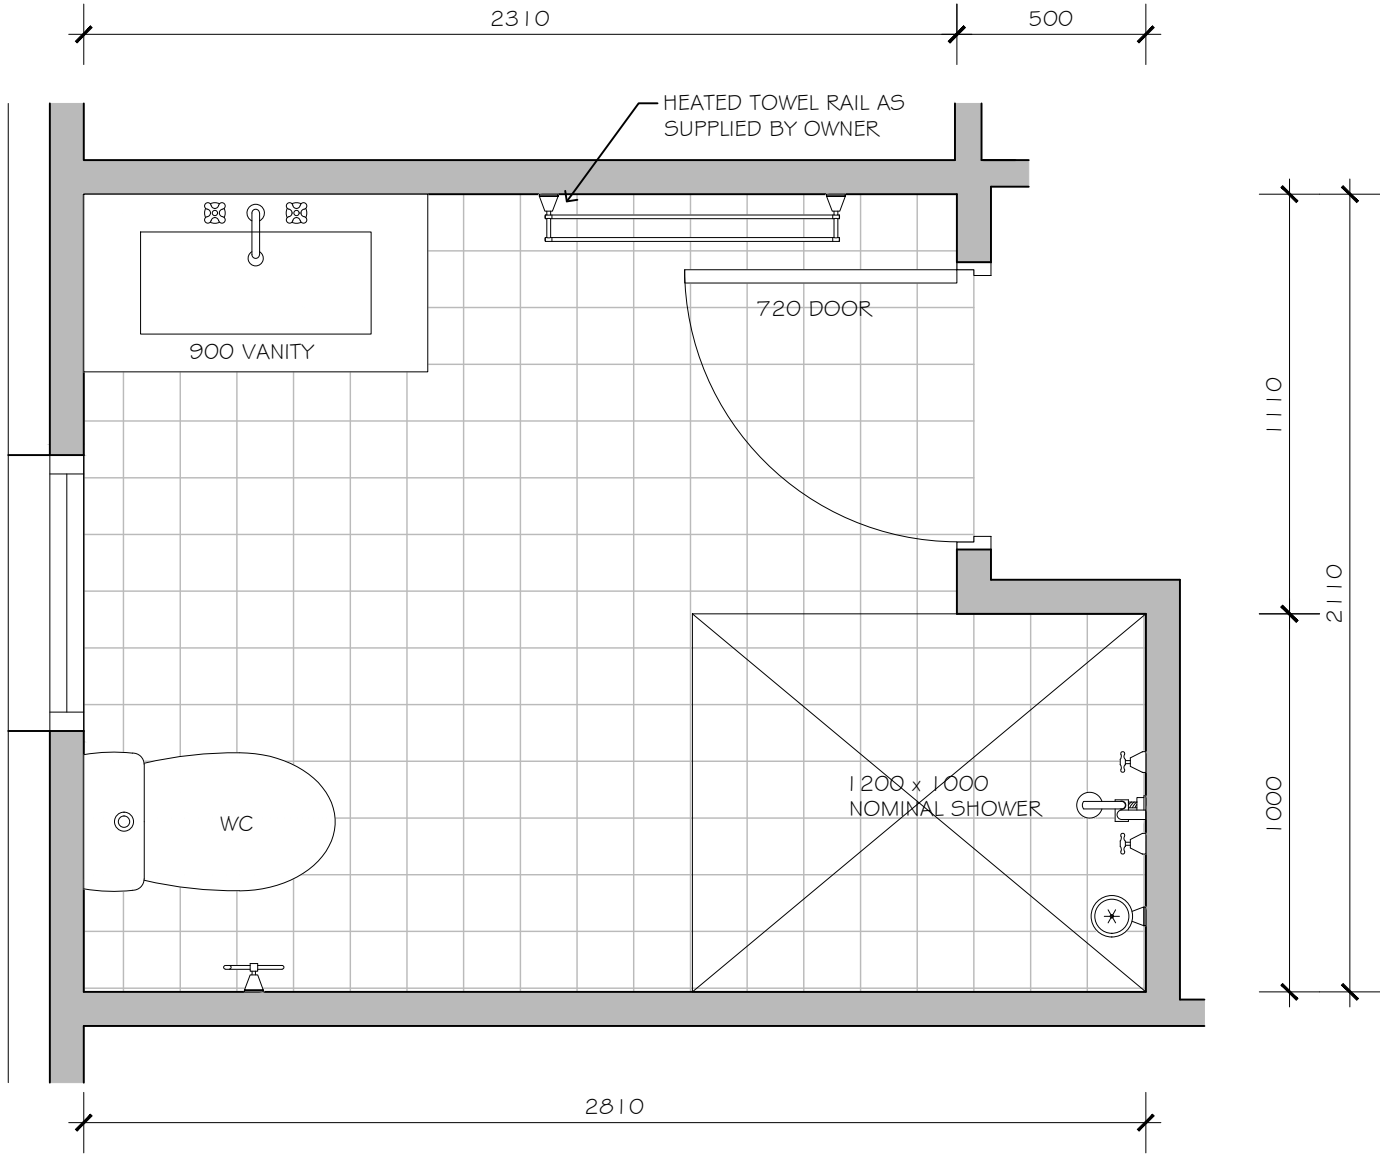 2310
500
HEATED TOWEL RAIL AS
SUPPLIED BY OWNER
720 DOOR
900 VANITY
1110
2110
1200 x 1000
NOMINAL SHOWER
WC
1000
2810